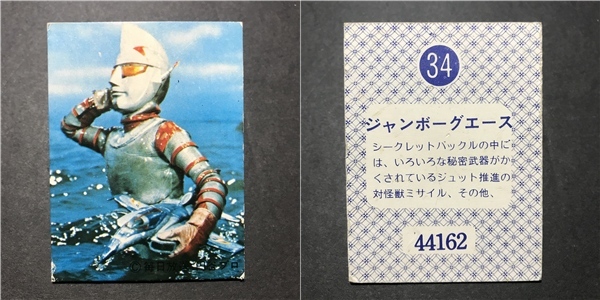 34
ジャンボーグエース
シークレットバックルの中に
は、いろいろな秘密武器がか
くされているジェット推進の
対怪獣ミサイル、その他、
44162